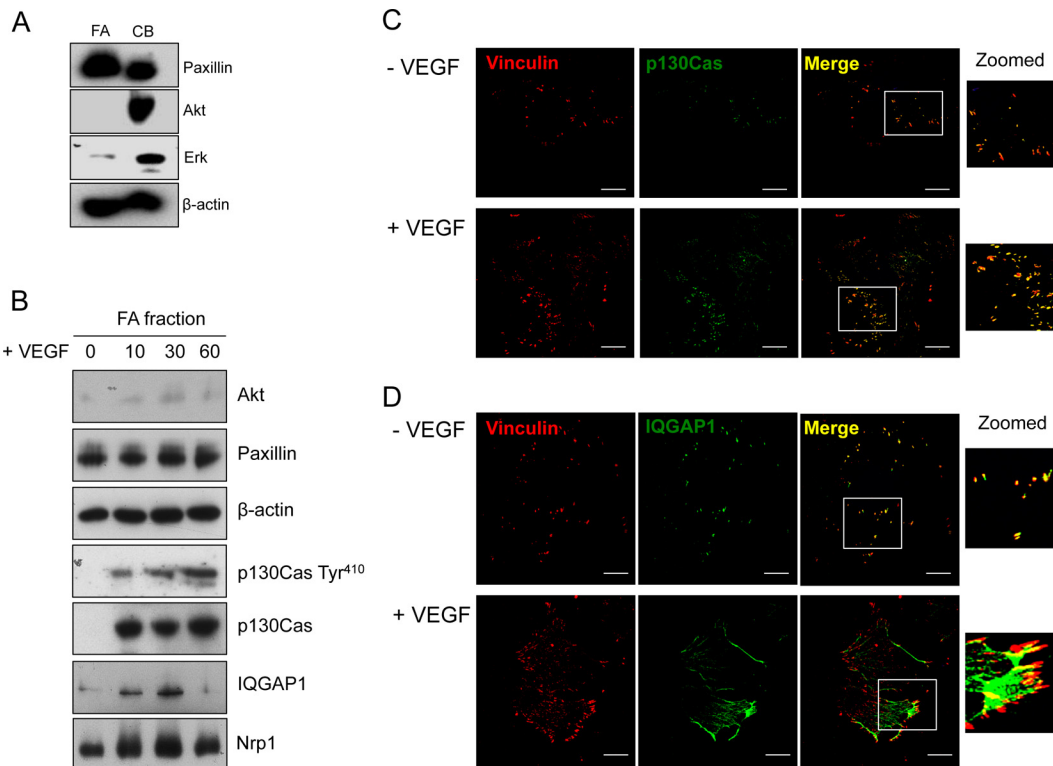 A
FA CB
Paxillin
Akt
Erk
β-actin
B
FA fraction
+ VEGF 0 10 30 60
Akt
Paxillin
β-actin
p130Cas Tyr⁴¹⁰
p130Cas
IQGAP1
Nrp1
C
- VEGF
Vinculin p130Cas Merge Zoomed
+ VEGF
D
- VEGF
Vinculin IQGAP1 Merge Zoomed
+ VEGF